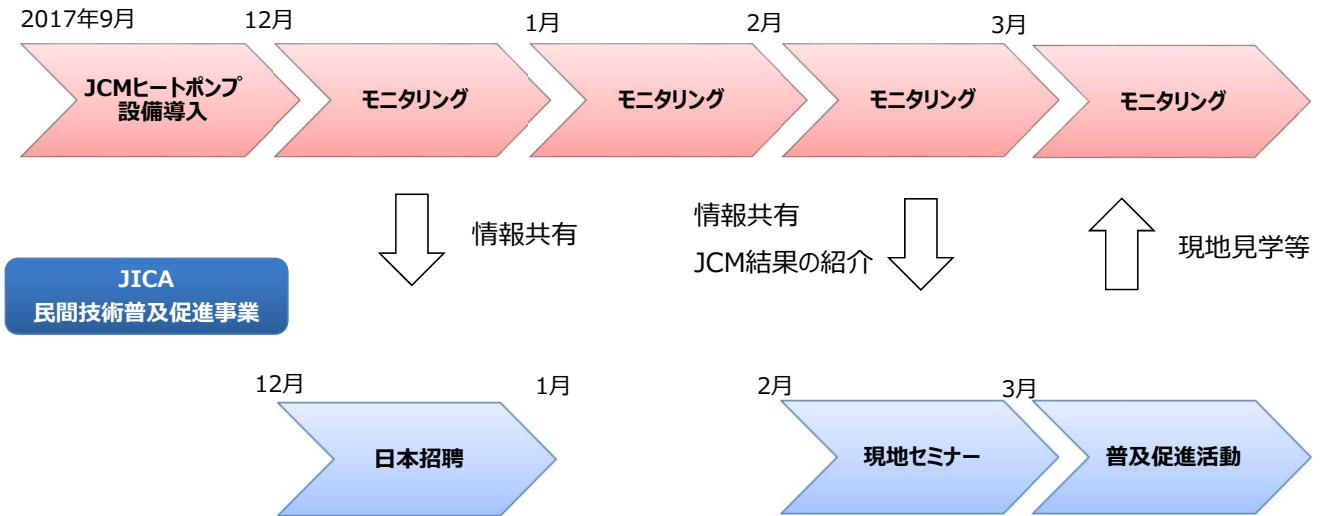 2017年9月
12月
1月
2月
3月
JCMヒートポンプ
設備導入
モニタリング
モニタリング
モニタリング
モニタリング
情報共有
情報共有
JCM結果の紹介
現地見学等
JICA
民間技術普及促進事業
12月
1月
2月
3月
日本招聘
現地セミナー
普及促進活動